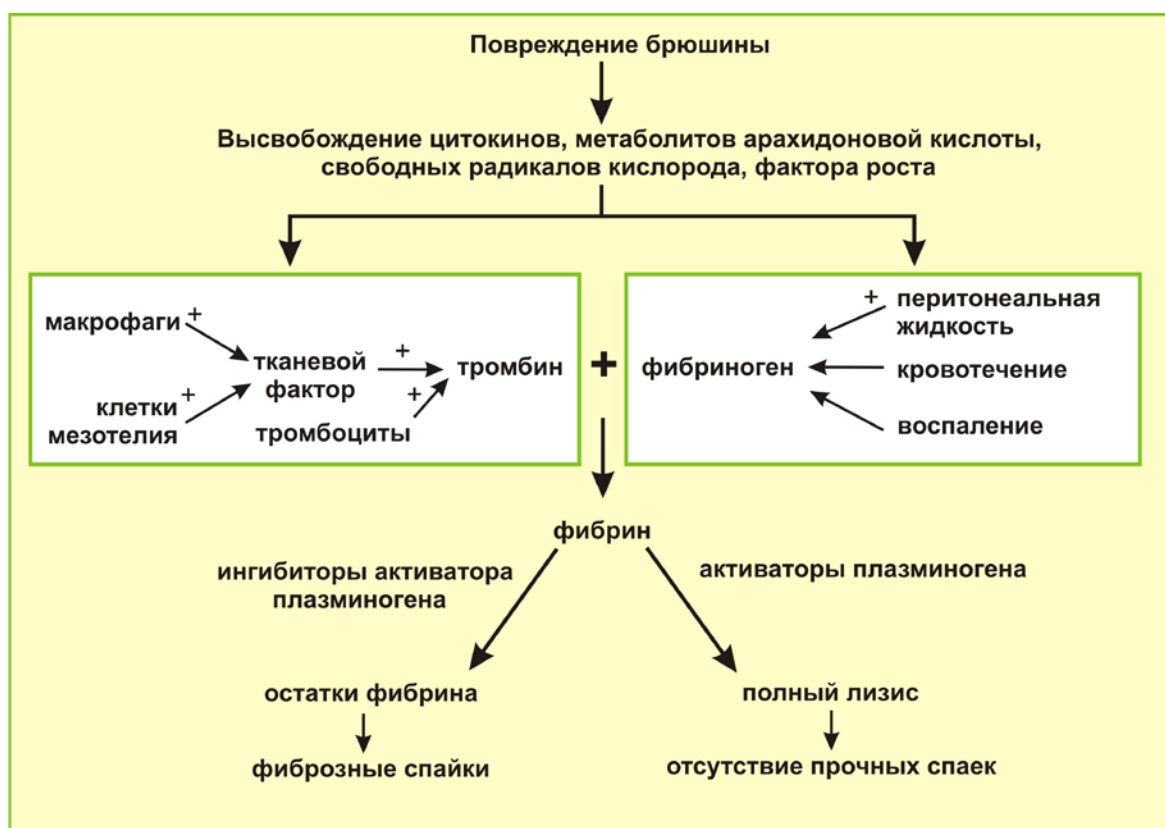 Повреждение брюшины
Высвобождение цитокинов, метаболитов арахидоновой кислоты,
свободных радикалов кислорода, фактора роста
макрофаги +
клетки +
мезотелия
тканевой +
фактор
тромбоциты +
тромбин
+
фибриноген
+ перитонеальная
жидкость
кровотечение
воспаление
фибрин
ингибиторы активатора
плазминогена
активаторы плазминогена
остатки фибрина
полный лизис
фиброзные спайки
отсутствие прочных спаек